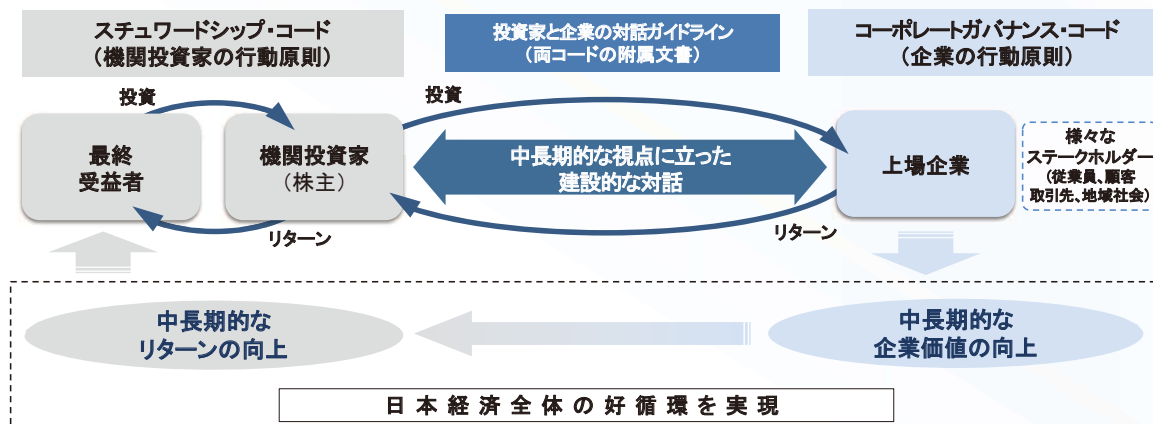 スチュワードシップ・コード
（機関投資家の行動原則）
投資家と企業の対話ガイドライン
（両コードの附属文書）
コーポレートガバナンス・コード
（企業の行動原則）
投資
投資
最終
受益者
機関投資家
（株主）
中長期的な視点に立った
建設的な対話
上場企業
様々な
ステークホルダー
（従業員、顧客
取引先、地域社会）
リターン
リターン
中長期的な
リターンの向上
中長期的な
企業価値の向上
日本経済全体の好循環を実現